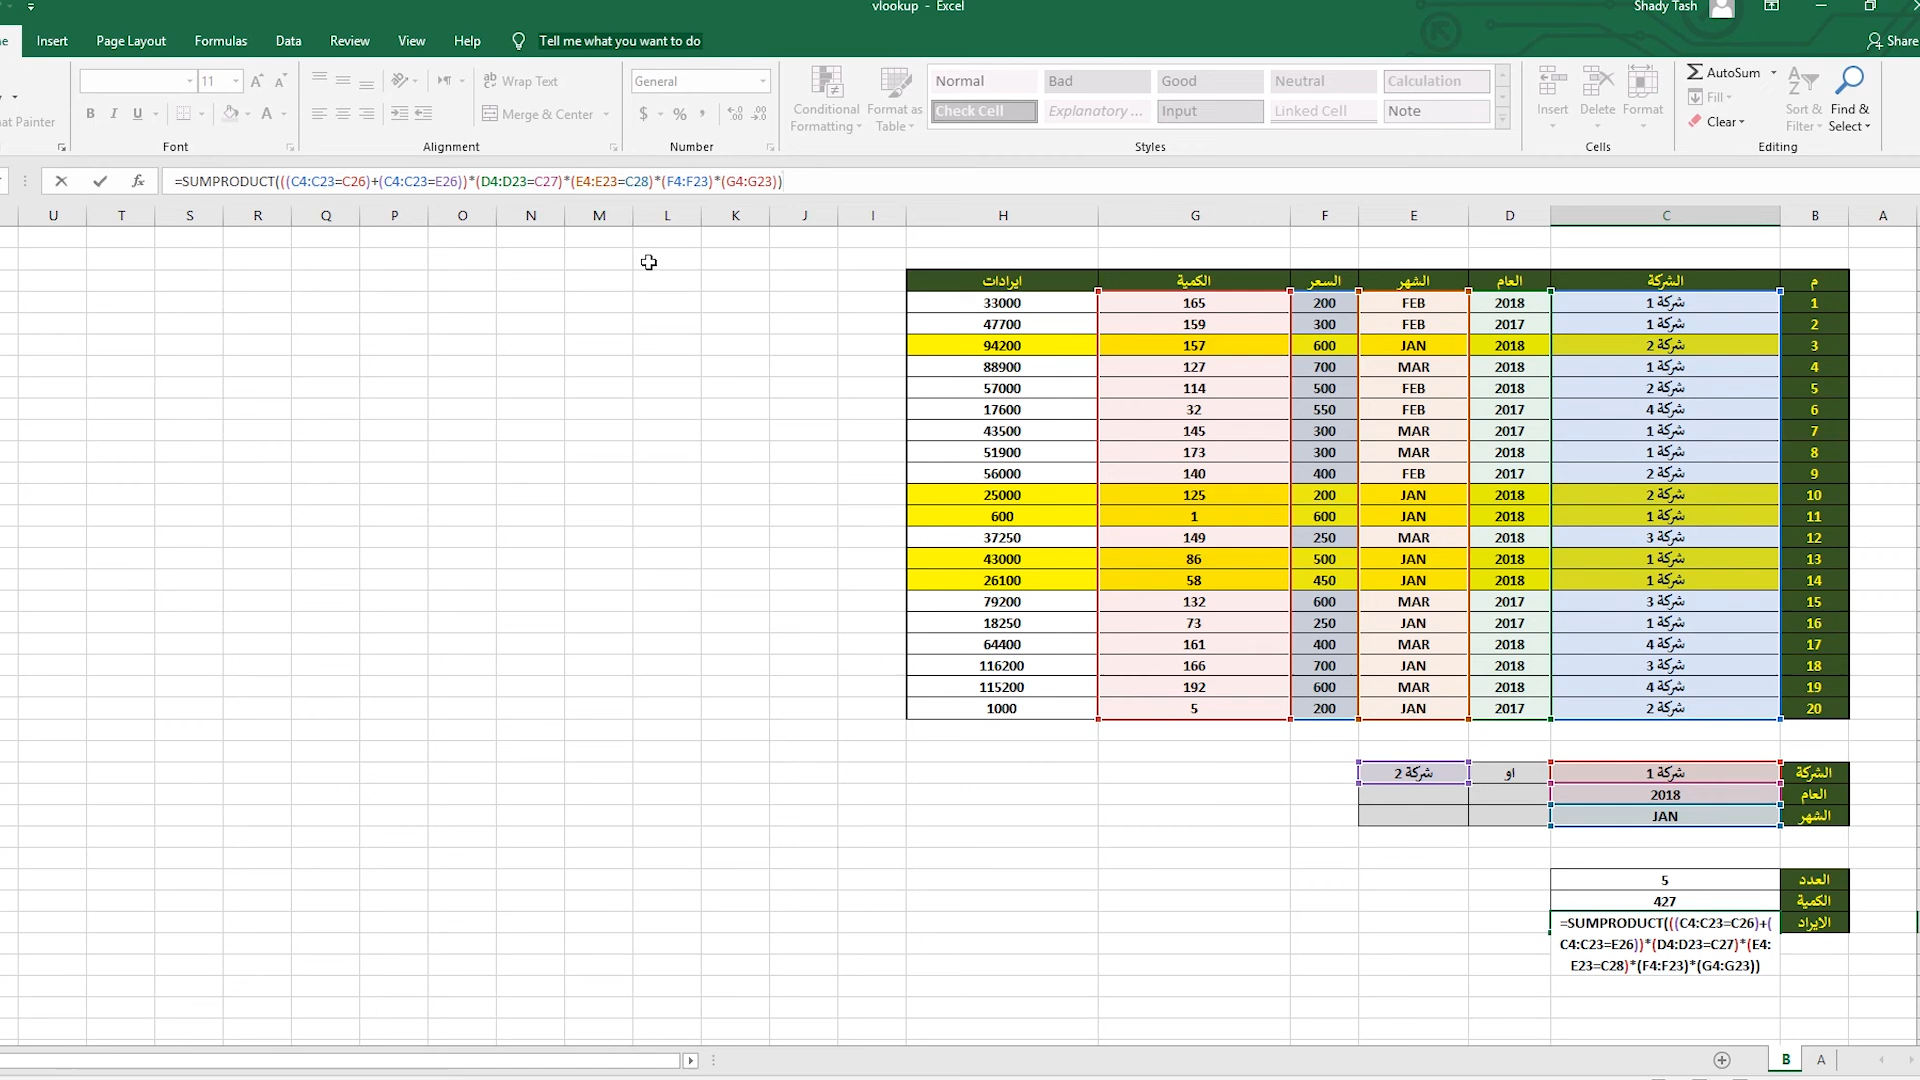 vlookup - Excel
Shady Tash
Insert Page Layout Formulas Data Review View Help Tell me what you want to do
Share
11
Wrap Text
General
Normal Bad Good Neutral Calculation
AutoSum
Conditional Formatting
Format as Table
Insert Delete Format
Fill
Sort & Filter
Find & Select
Merge & Center
Check Cell Explanatory ... Input Linked Cell Note
Clear
Font Alignment Number Styles Cells Editing
=SUMPRODUCT(((C4:C23=C26)+(C4:C23=E26))*(D4:D23=C27)*(E4:E23=C28)*(F4:F23)*(G4:G23))
U T S R Q P O N M L K J I H G F E D C B A
م الشركة العام الشهر السعر الكمية ايرادات
1 شركة 1 2018 FEB 200 165 33000
2 شركة 1 2017 FEB 300 159 47700
3 شركة 2 2018 JAN 600 157 94200
4 شركة 1 2018 MAR 700 127 88900
5 شركة 2 2018 FEB 500 114 57000
6 شركة 4 2017 FEB 550 32 17600
7 شركة 1 2018 MAR 300 145 43500
8 شركة 1 2018 MAR 300 173 51900
9 شركة 2 2017 FEB 400 140 56000
10 شركة 2 2018 JAN 200 125 25000
11 شركة 1 2018 JAN 600 1 600
12 شركة 3 2018 MAR 250 149 37250
13 شركة 1 2018 JAN 500 86 43000
14 شركة 1 2018 JAN 450 58 26100
15 شركة 3 2017 MAR 600 132 79200
16 شركة 1 2017 JAN 250 73 18250
17 شركة 4 2018 MAR 400 161 64400
18 شركة 3 2018 JAN 700 166 116200
19 شركة 4 2018 MAR 600 192 115200
20 شركة 2 2017 JAN 200 5 1000
الشركة شركة 1 او شركة 2
العام 2018
الشهر JAN
العدد 5
الكمية 427
الايراد
=SUMPRODUCT(((C4:C23=C26)+(
C4:C23=E26))*(D4:D23=C27)*(E4:
E23=C28)*(F4:F23)*(G4:G23))
B A